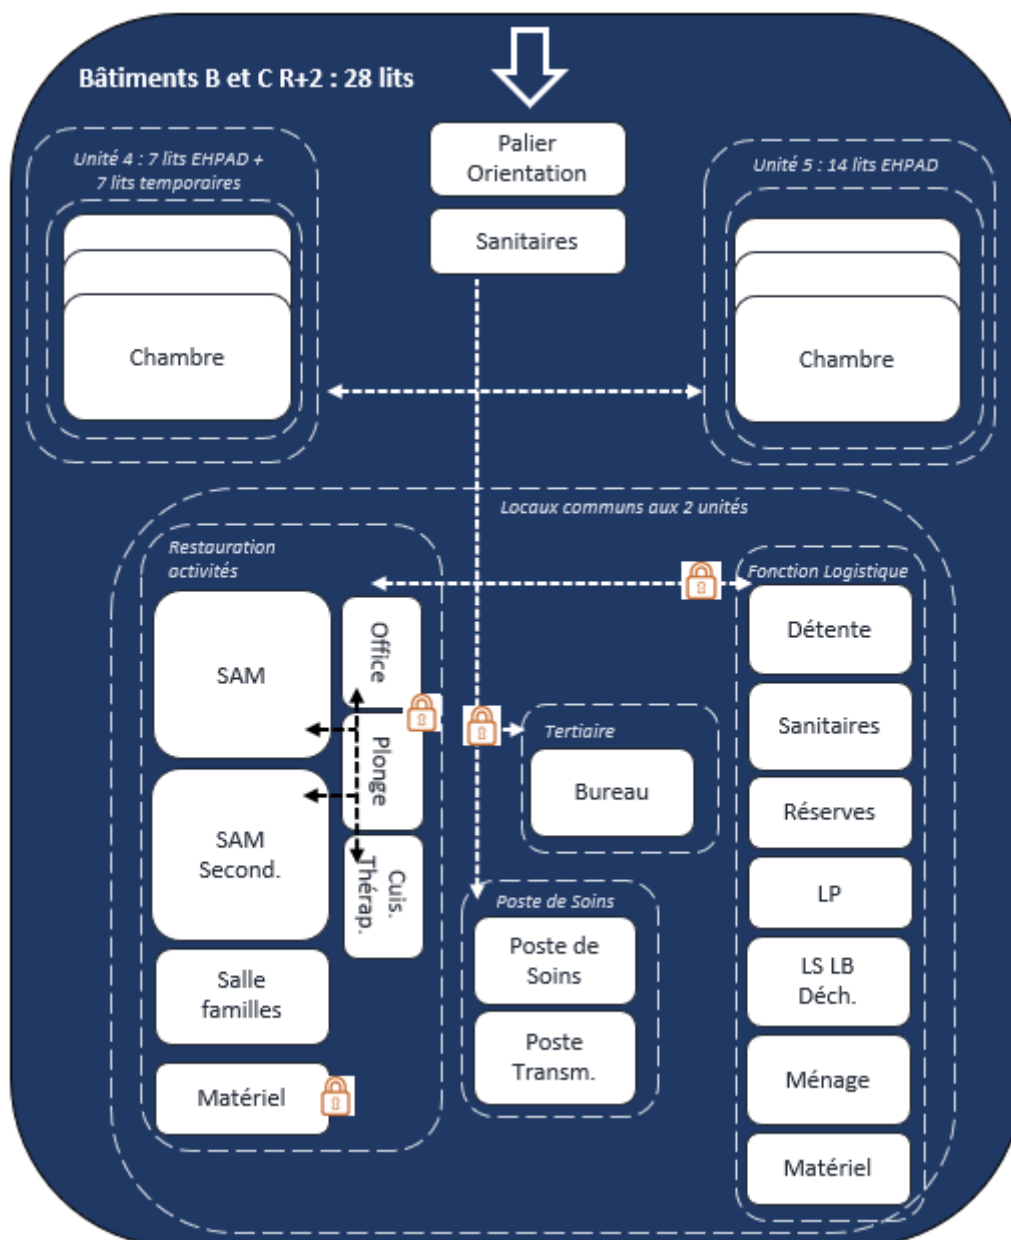 Bâtiments B et C R+2 : 28 lits
Palier
Orientation
Sanitaires
Unité 4 : 7 lits EHPAD +
7 lits temporaires
Chambre
Unité 5 : 14 lits EHPAD
Chambre
Locaux communs aux 2 unités
Restauration
activités
SAM
SAM
Second.
Salle
familles
Matériel
Office
Plonge
Cuis.
Thérap.
Tertiaire
Bureau
Poste de Soins
Poste de
Soins
Poste
Transm.
Fonction Logistique
Détente
Sanitaires
Réserves
LP
LS LB
Déch.
Ménage
Matériel